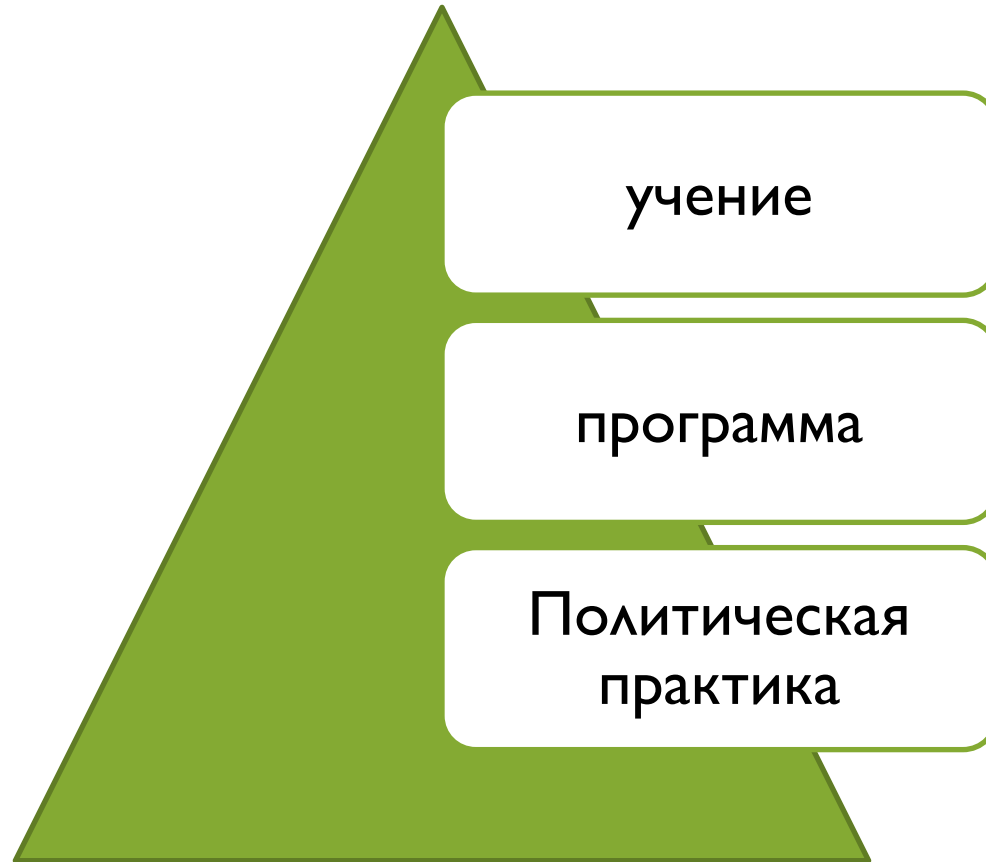 учение
программа
Политическая
практика